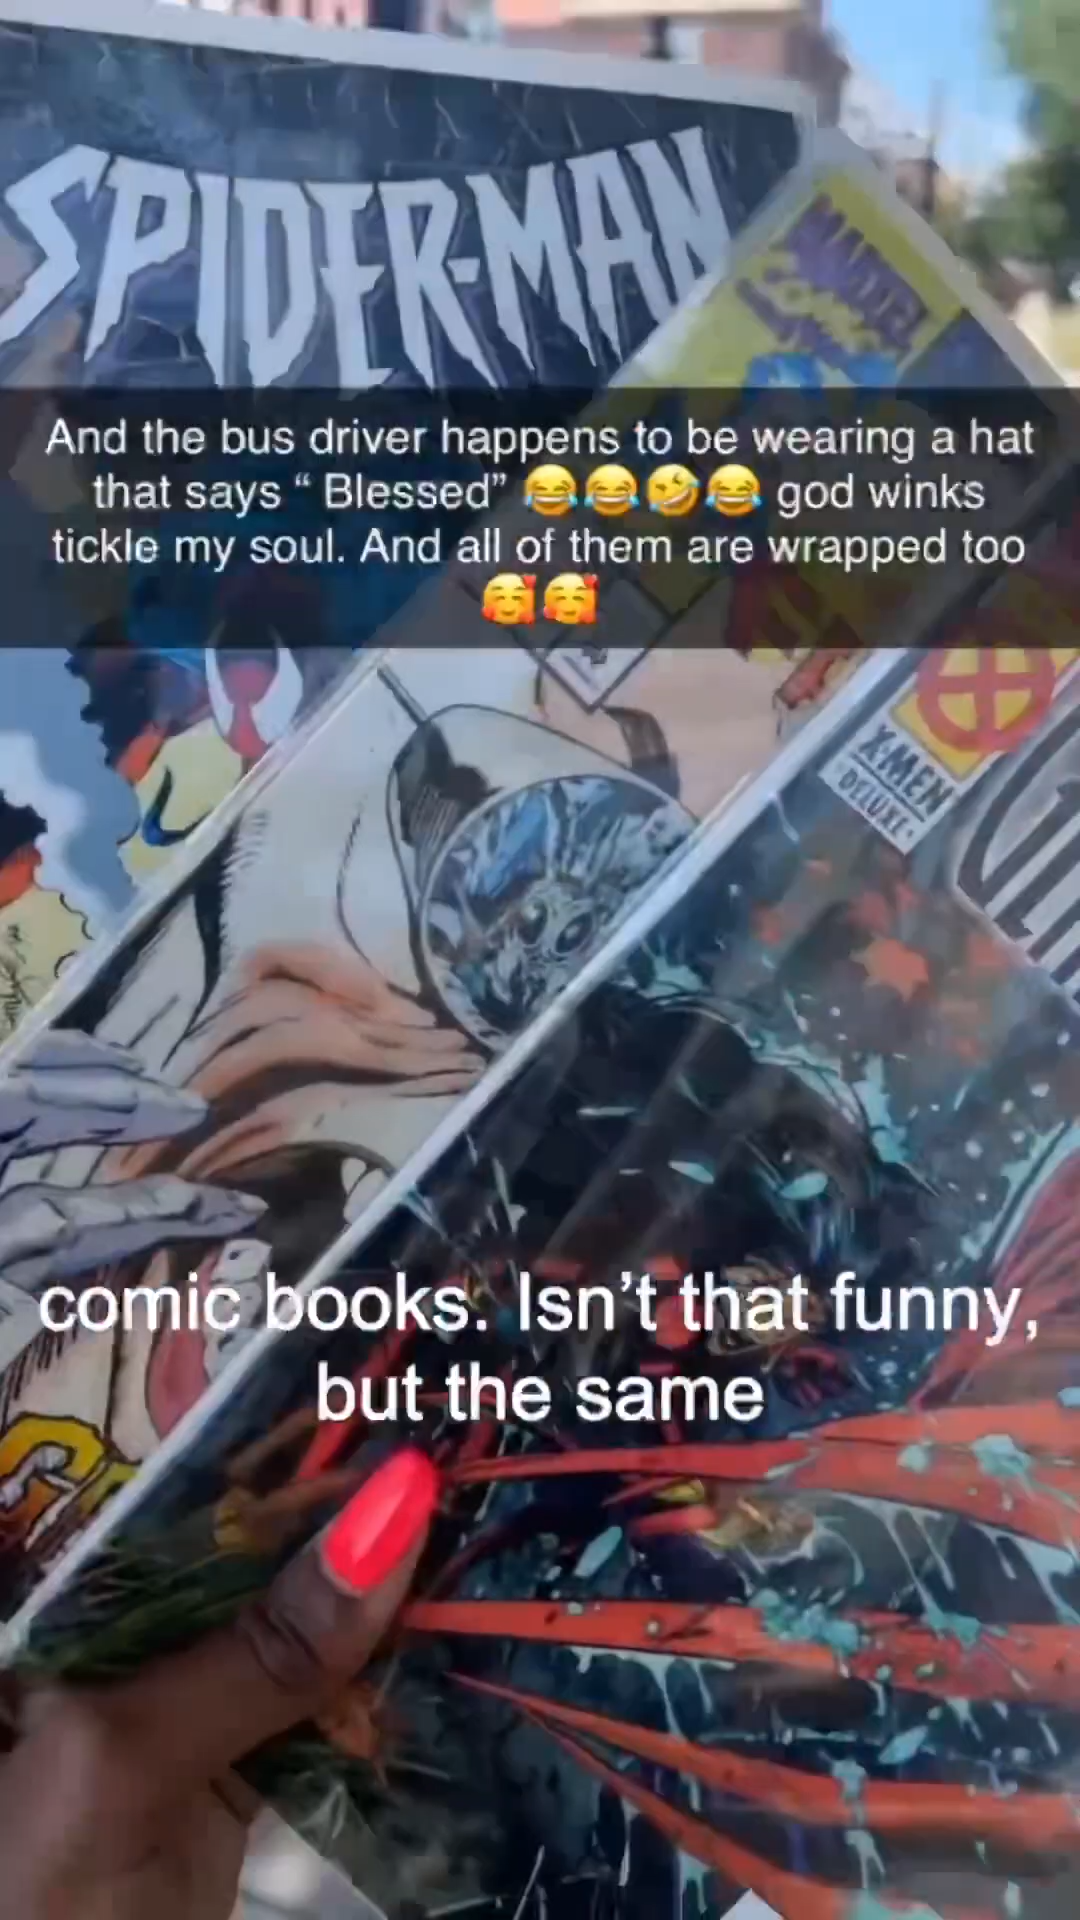 SPIDER-MAN
MARVEL
COMICS
And the bus driver happens to be wearing a hat
that says “ Blessed” 😂😂🤣😂 god winks
tickle my soul. And all of them are wrapped too
🥰🥰
X-MEN
DELUXE
comic books. Isn’t that funny,
but the same